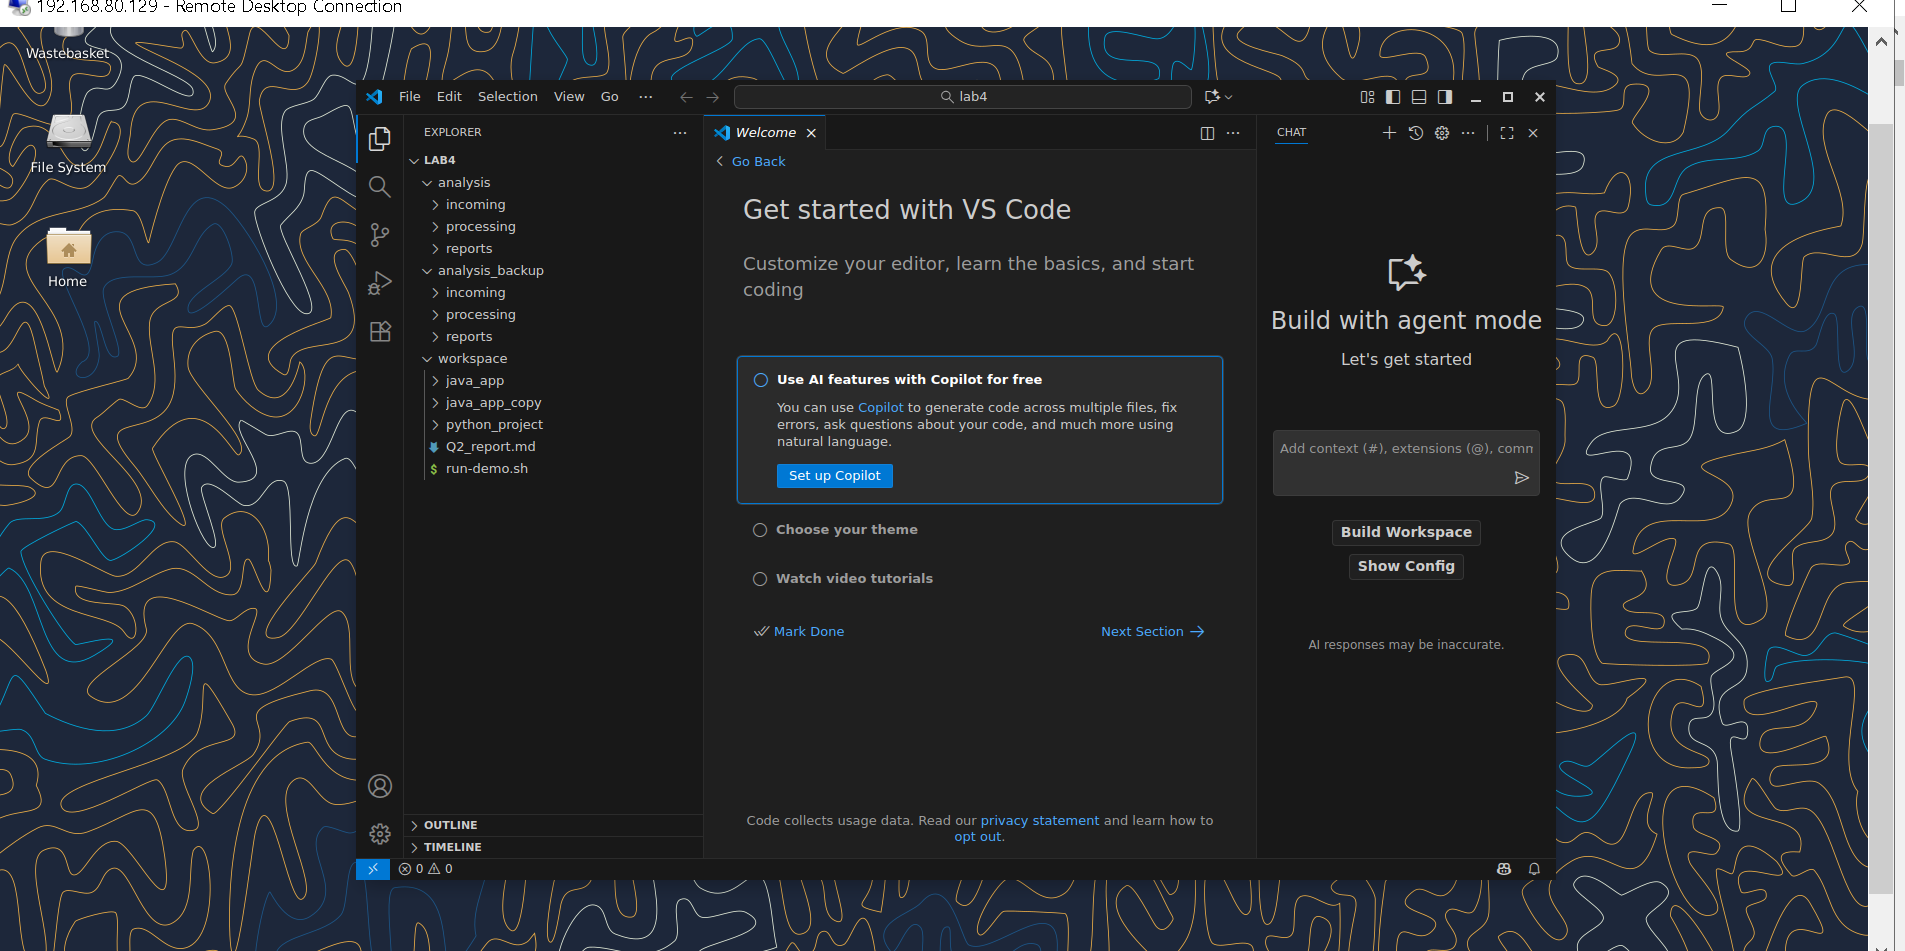 192.168.80.129 - Remote Desktop Connection
Wastebasket
File System
Home
File Edit Selection View Go ···
lab4
EXPLORER
LAB4
analysis
incoming
processing
reports
analysis_backup
incoming
processing
reports
workspace
java_app
java_app_copy
python_project
Q2_report.md
$ run-demo.sh
OUTLINE
TIMELINE
Welcome
Go Back
Get started with VS Code
Customize your editor, learn the basics, and start
coding
Use AI features with Copilot for free
You can use Copilot to generate code across multiple files, fix
errors, ask questions about your code, and much more using
natural language.
Set up Copilot
Choose your theme
Watch video tutorials
Mark Done
Next Section
Code collects usage data. Read our privacy statement and learn how to
opt out.
CHAT
Build with agent mode
Let's get started
Add context (#), extensions (@), comm
Build Workspace
Show Config
AI responses may be inaccurate.
0 0